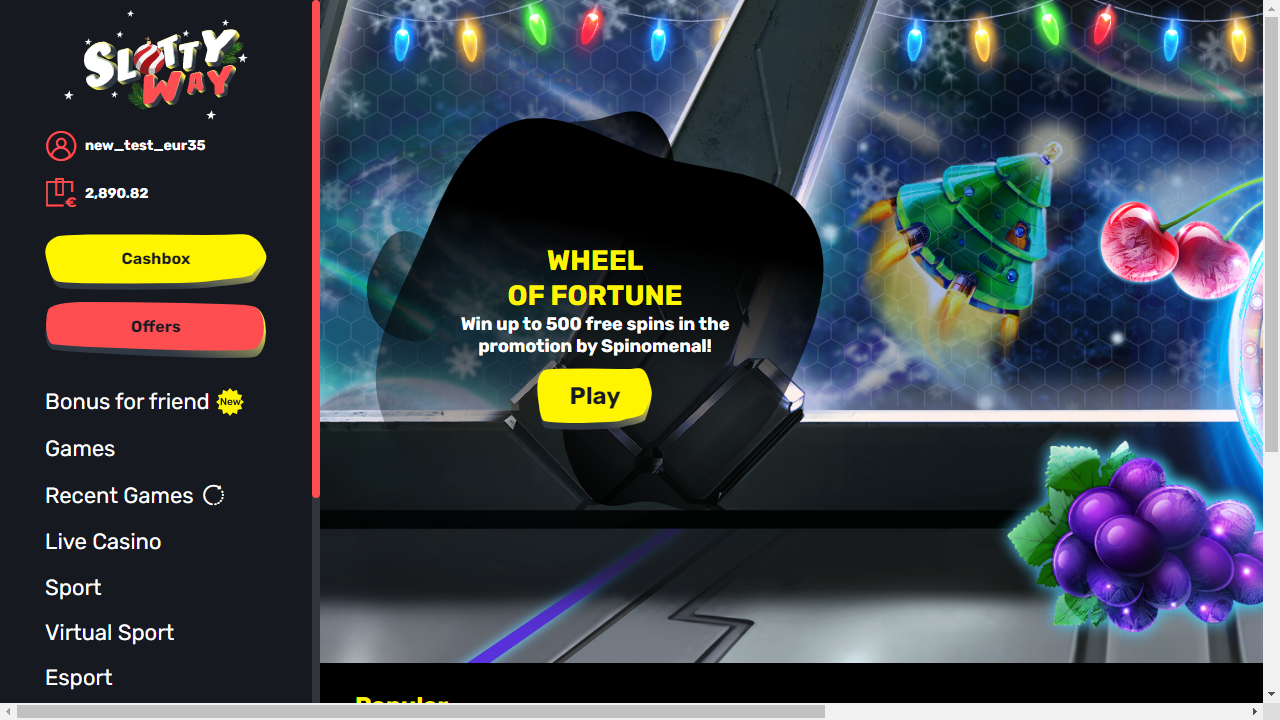 SLOTTY
WAY
new_test_eur35
€ 2,890.82
Cashbox
Offers
Bonus for friend New
Games
Recent Games
Live Casino
Sport
Virtual Sport
Esport
WHEEL
OF FORTUNE
Win up to 500 free spins in the
promotion by Spinomenal!
Play
Popular